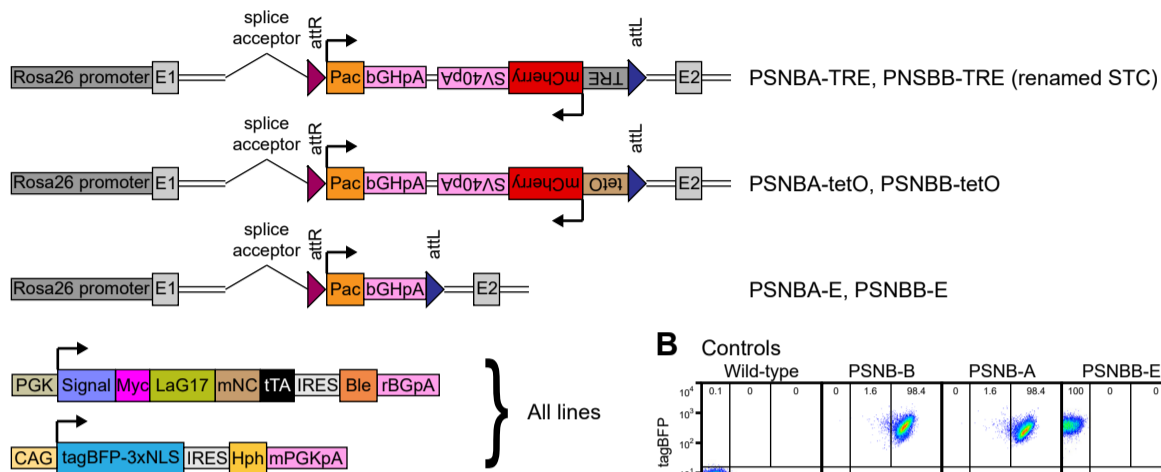 splice
acceptor
attR
attL
Rosa26 promoter E1 Pac bGHpA SV40pA mCherry TRE E2 PSNBA-TRE, PNSBB-TRE (renamed STC)
splice
acceptor
attR
attL
Rosa26 promoter E1 Pac bGHpA SV40pA mCherry tetO E2 PSNBA-tetO, PSNBB-tetO
splice
acceptor
attR
attL
Rosa26 promoter E1 Pac bGHpA E2 PSNBA-E, PSNBB-E
PGK Signal Myc LaG17 mNC tTA IRES Ble rBGpA
All lines
CAG tagBFP-3xNLS IRES Hph mPGKpA
B Controls
Wild-type PSNB-B PSNB-A PSNBB-E
0.1 0 0 0 1.6 98.4 0 1.6 98.4 100 0 0
10⁴
10³
10²
tagBFP